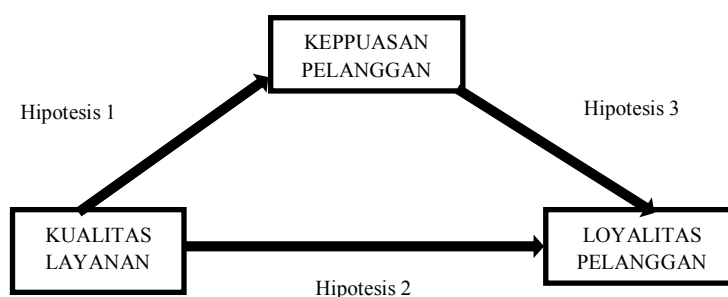 KEPPUASAN
PELANGGAN
Hipotesis 1
Hipotesis 3
KUALITAS
LAYANAN
LOYALITAS
PELANGGAN
Hipotesis 2